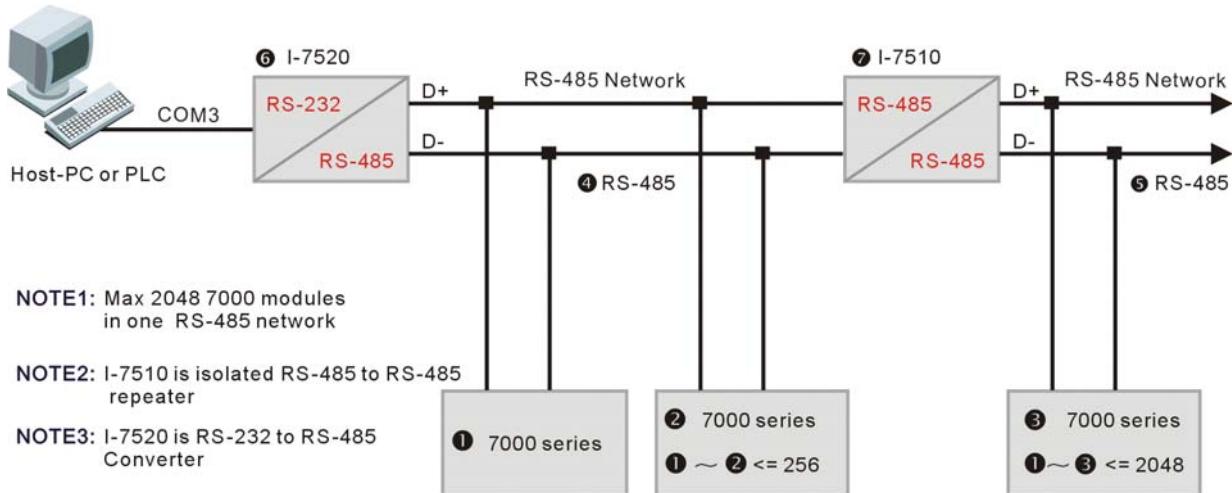 ❻ I-7520
❼ I-7510
RS-232
RS-485
D+
D-
RS-485 Network
RS-485
RS-485
D+
D-
RS-485 Network
COM3
Host-PC or PLC
❹ RS-485
❺ RS-485
NOTE1: Max 2048 7000 modules
in one RS-485 network
NOTE2: I-7510 is isolated RS-485 to RS-485
repeater
NOTE3: I-7520 is RS-232 to RS-485
Converter
❶ 7000 series
❷ 7000 series
❶ ~ ❷ <= 256
❸ 7000 series
❶ ~ ❸ <= 2048